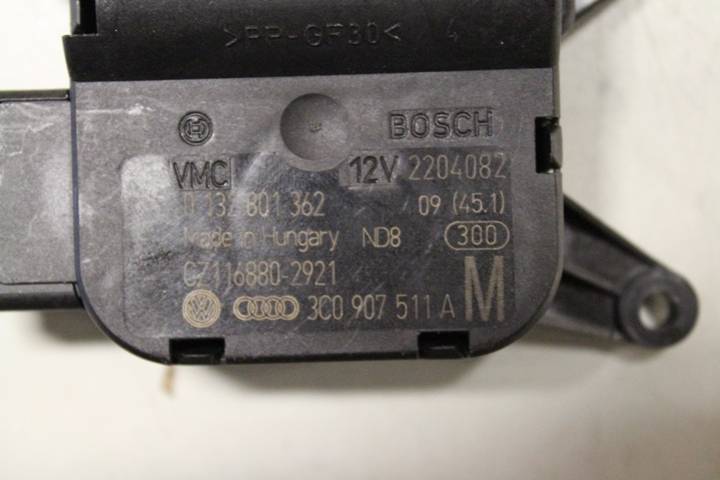 >PP-GF30< 4
BOSCH
VMC 12V 2204082
0 132 801 362 09 (45.1)
Made in Hungary ND8 300
CZ116880-2921
3C0 907 511 A M